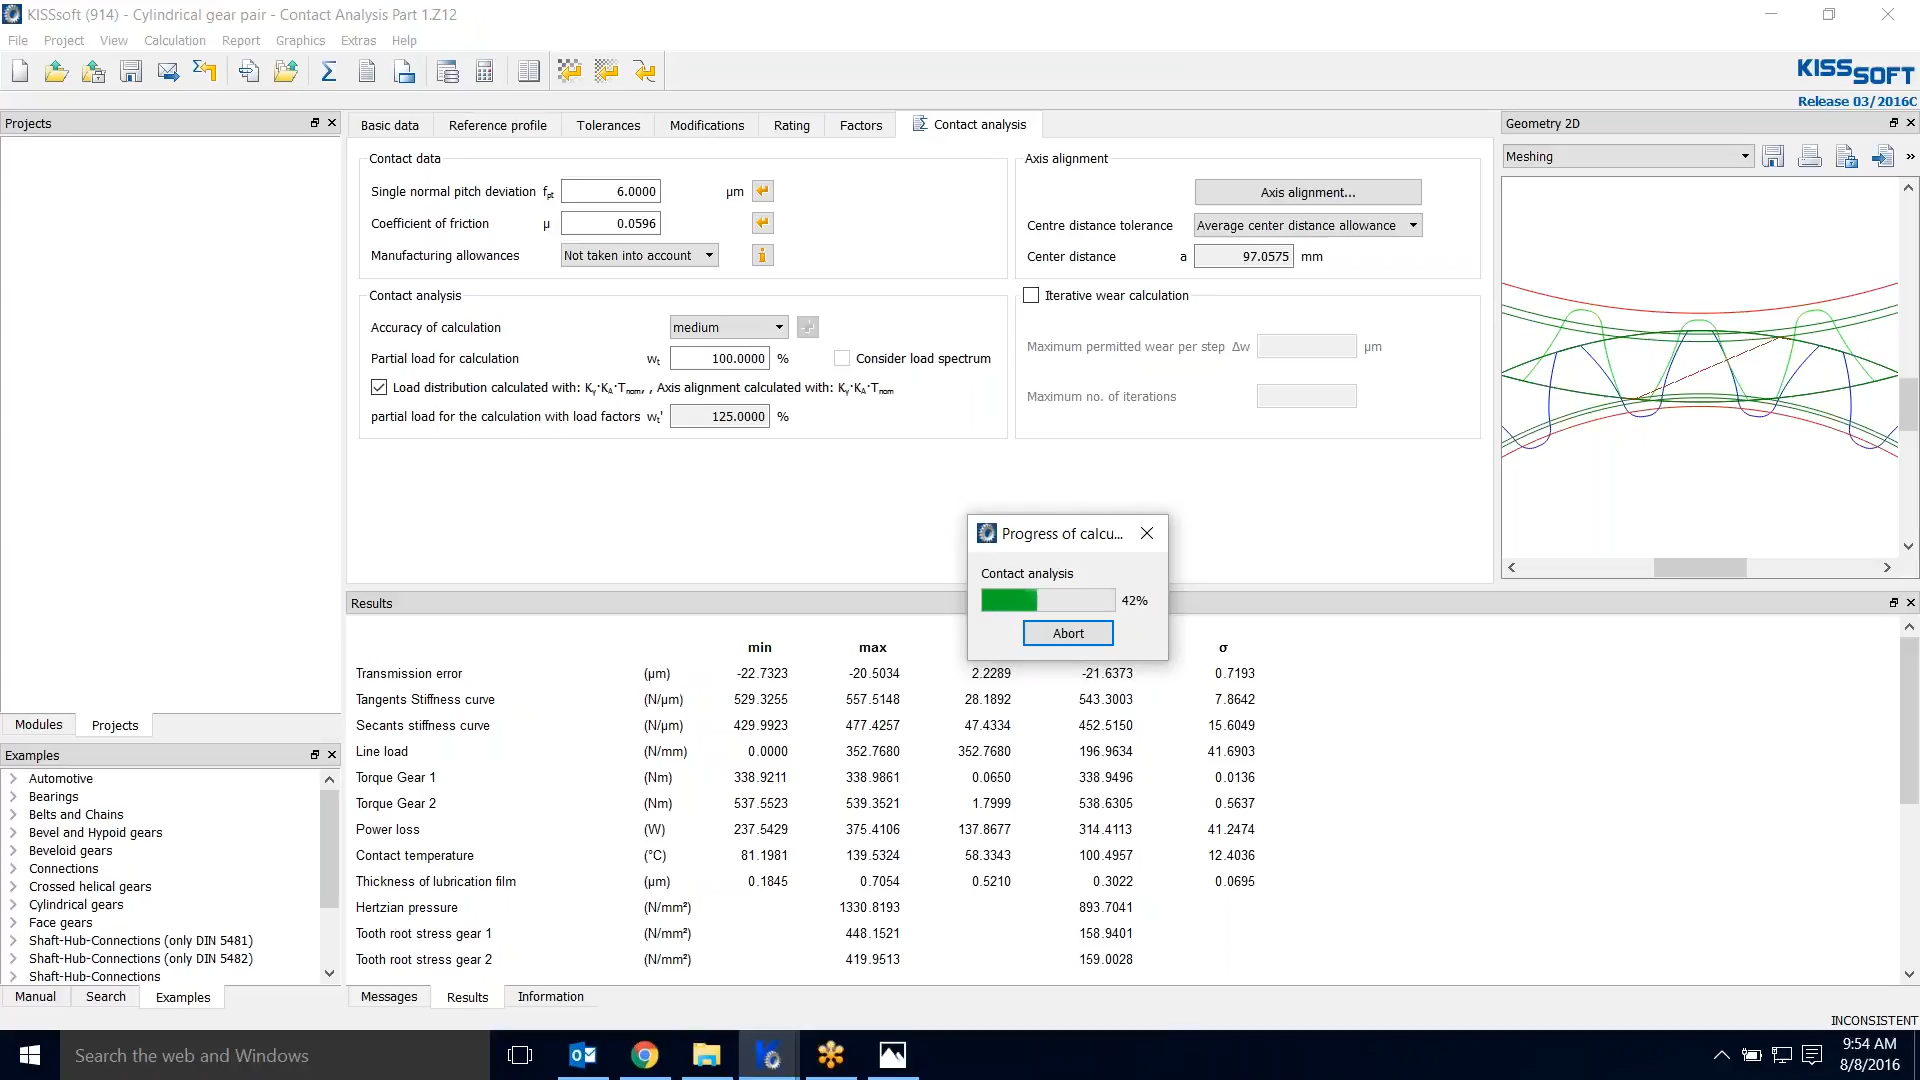 KISSsoft (914) - Cylindrical gear pair - Contact Analysis Part 1.Z12
File Project View Calculation Report Graphics Extras Help
KISSSOFT
Release 03/2016C
Projects
Basic data Reference profile Tolerances Modifications Rating Factors Contact analysis
Contact data
Single normal pitch deviation fpt 6.0000 µm
Coefficient of friction µ 0.0596
Manufacturing allowances Not taken into account
Axis alignment
Axis alignment...
Centre distance tolerance Average center distance allowance
Center distance a 97.0575 mm
Contact analysis
Accuracy of calculation medium
Partial load for calculation wt 100.0000 % Consider load spectrum
Load distribution calculated with: Kγ·KA·Tnom, , Axis alignment calculated with: Kγ·KA·Tnom
partial load for the calculation with load factors wt' 125.0000 %
Iterative wear calculation
Maximum permitted wear per step Δw µm
Maximum no. of iterations
Geometry 2D
Meshing
»
Progress of calcu...
Contact analysis
42%
Abort
Results
min max σ
Transmission error (µm) -22.7323 -20.5034 2.2289 -21.6373 0.7193
Tangents Stiffness curve (N/µm) 529.3255 557.5148 28.1892 543.3003 7.8642
Secants stiffness curve (N/µm) 429.9923 477.4257 47.4334 452.5150 15.6049
Line load (N/mm) 0.0000 352.7680 352.7680 196.9634 41.6903
Torque Gear 1 (Nm) 338.9211 338.9861 0.0650 338.9496 0.0136
Torque Gear 2 (Nm) 537.5523 539.3521 1.7999 538.6305 0.5637
Power loss (W) 237.5429 375.4106 137.8677 314.4113 41.2474
Contact temperature (°C) 81.1981 139.5324 58.3343 100.4957 12.4036
Thickness of lubrication film (µm) 0.1845 0.7054 0.5210 0.3022 0.0695
Hertzian pressure (N/mm²) 1330.8193 893.7041
Tooth root stress gear 1 (N/mm²) 448.1521 158.9401
Tooth root stress gear 2 (N/mm²) 419.9513 159.0028
Messages Results Information
Modules Projects
Examples
Automotive
Bearings
Belts and Chains
Bevel and Hypoid gears
Beveloid gears
Connections
Crossed helical gears
Cylindrical gears
Face gears
Shaft-Hub-Connections (only DIN 5481)
Shaft-Hub-Connections (only DIN 5482)
Shaft-Hub-Connections
Manual Search Examples
INCONSISTENT
Search the web and Windows
9:54 AM
8/8/2016